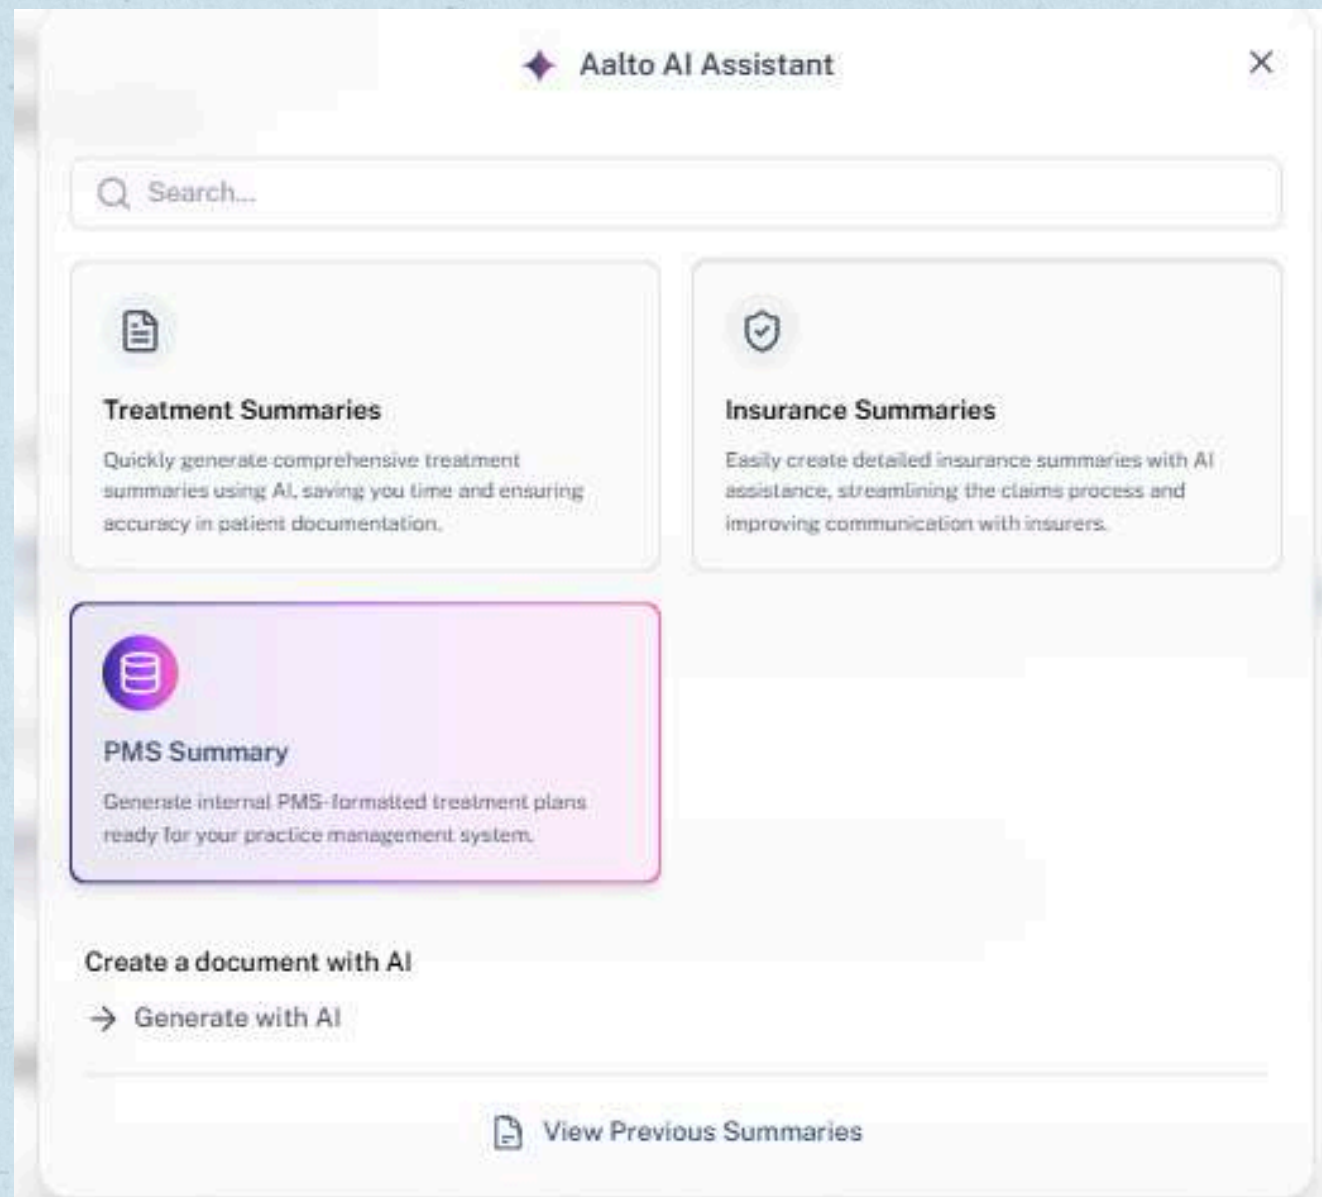 Aalto AI Assistant
Search...
Treatment Summaries
Quickly generate comprehensive treatment
summaries using AI, saving you time and ensuring
accuracy in patient documentation.
Insurance Summaries
Easily create detailed insurance summaries with AI
assistance, streamlining the claims process and
improving communication with insurers.
PMS Summary
Generate internal PMS-formatted treatment plans
ready for your practice management system.
Create a document with AI
Generate with AI
View Previous Summaries